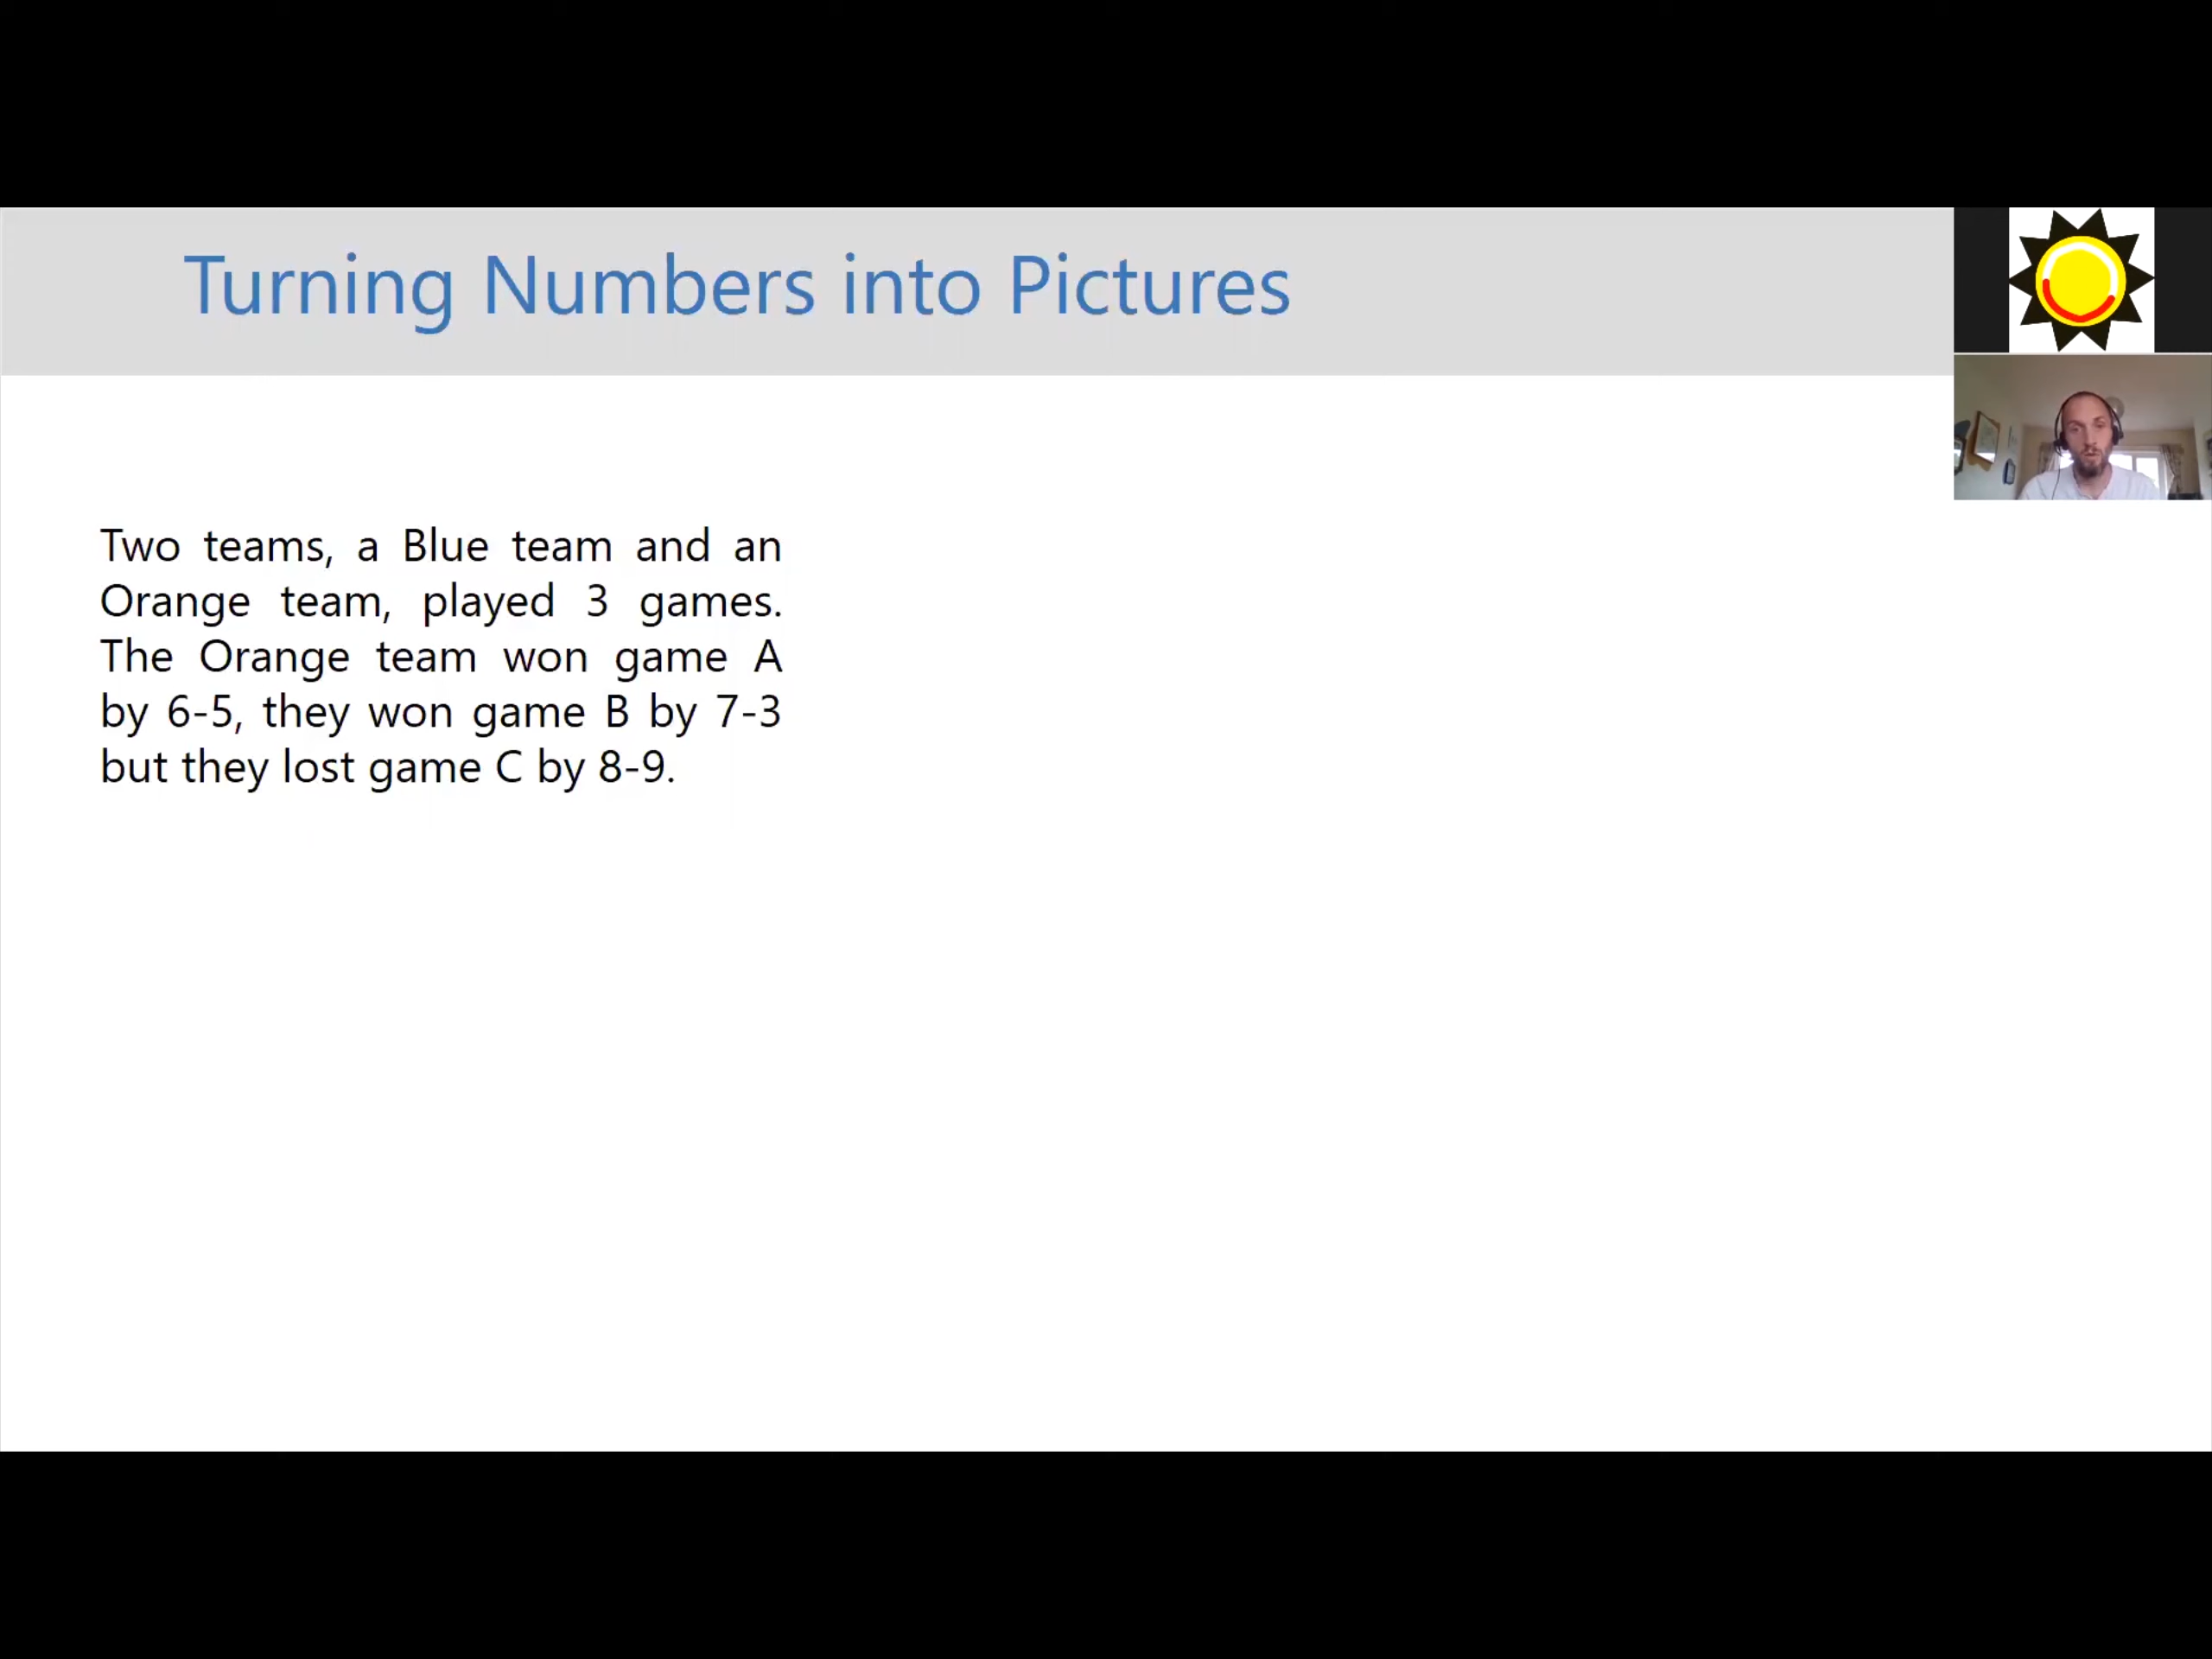 Turning Numbers into Pictures
Two teams, a Blue team and an
Orange team, played 3 games.
The Orange team won game A
by 6-5, they won game B by 7-3
but they lost game C by 8-9.